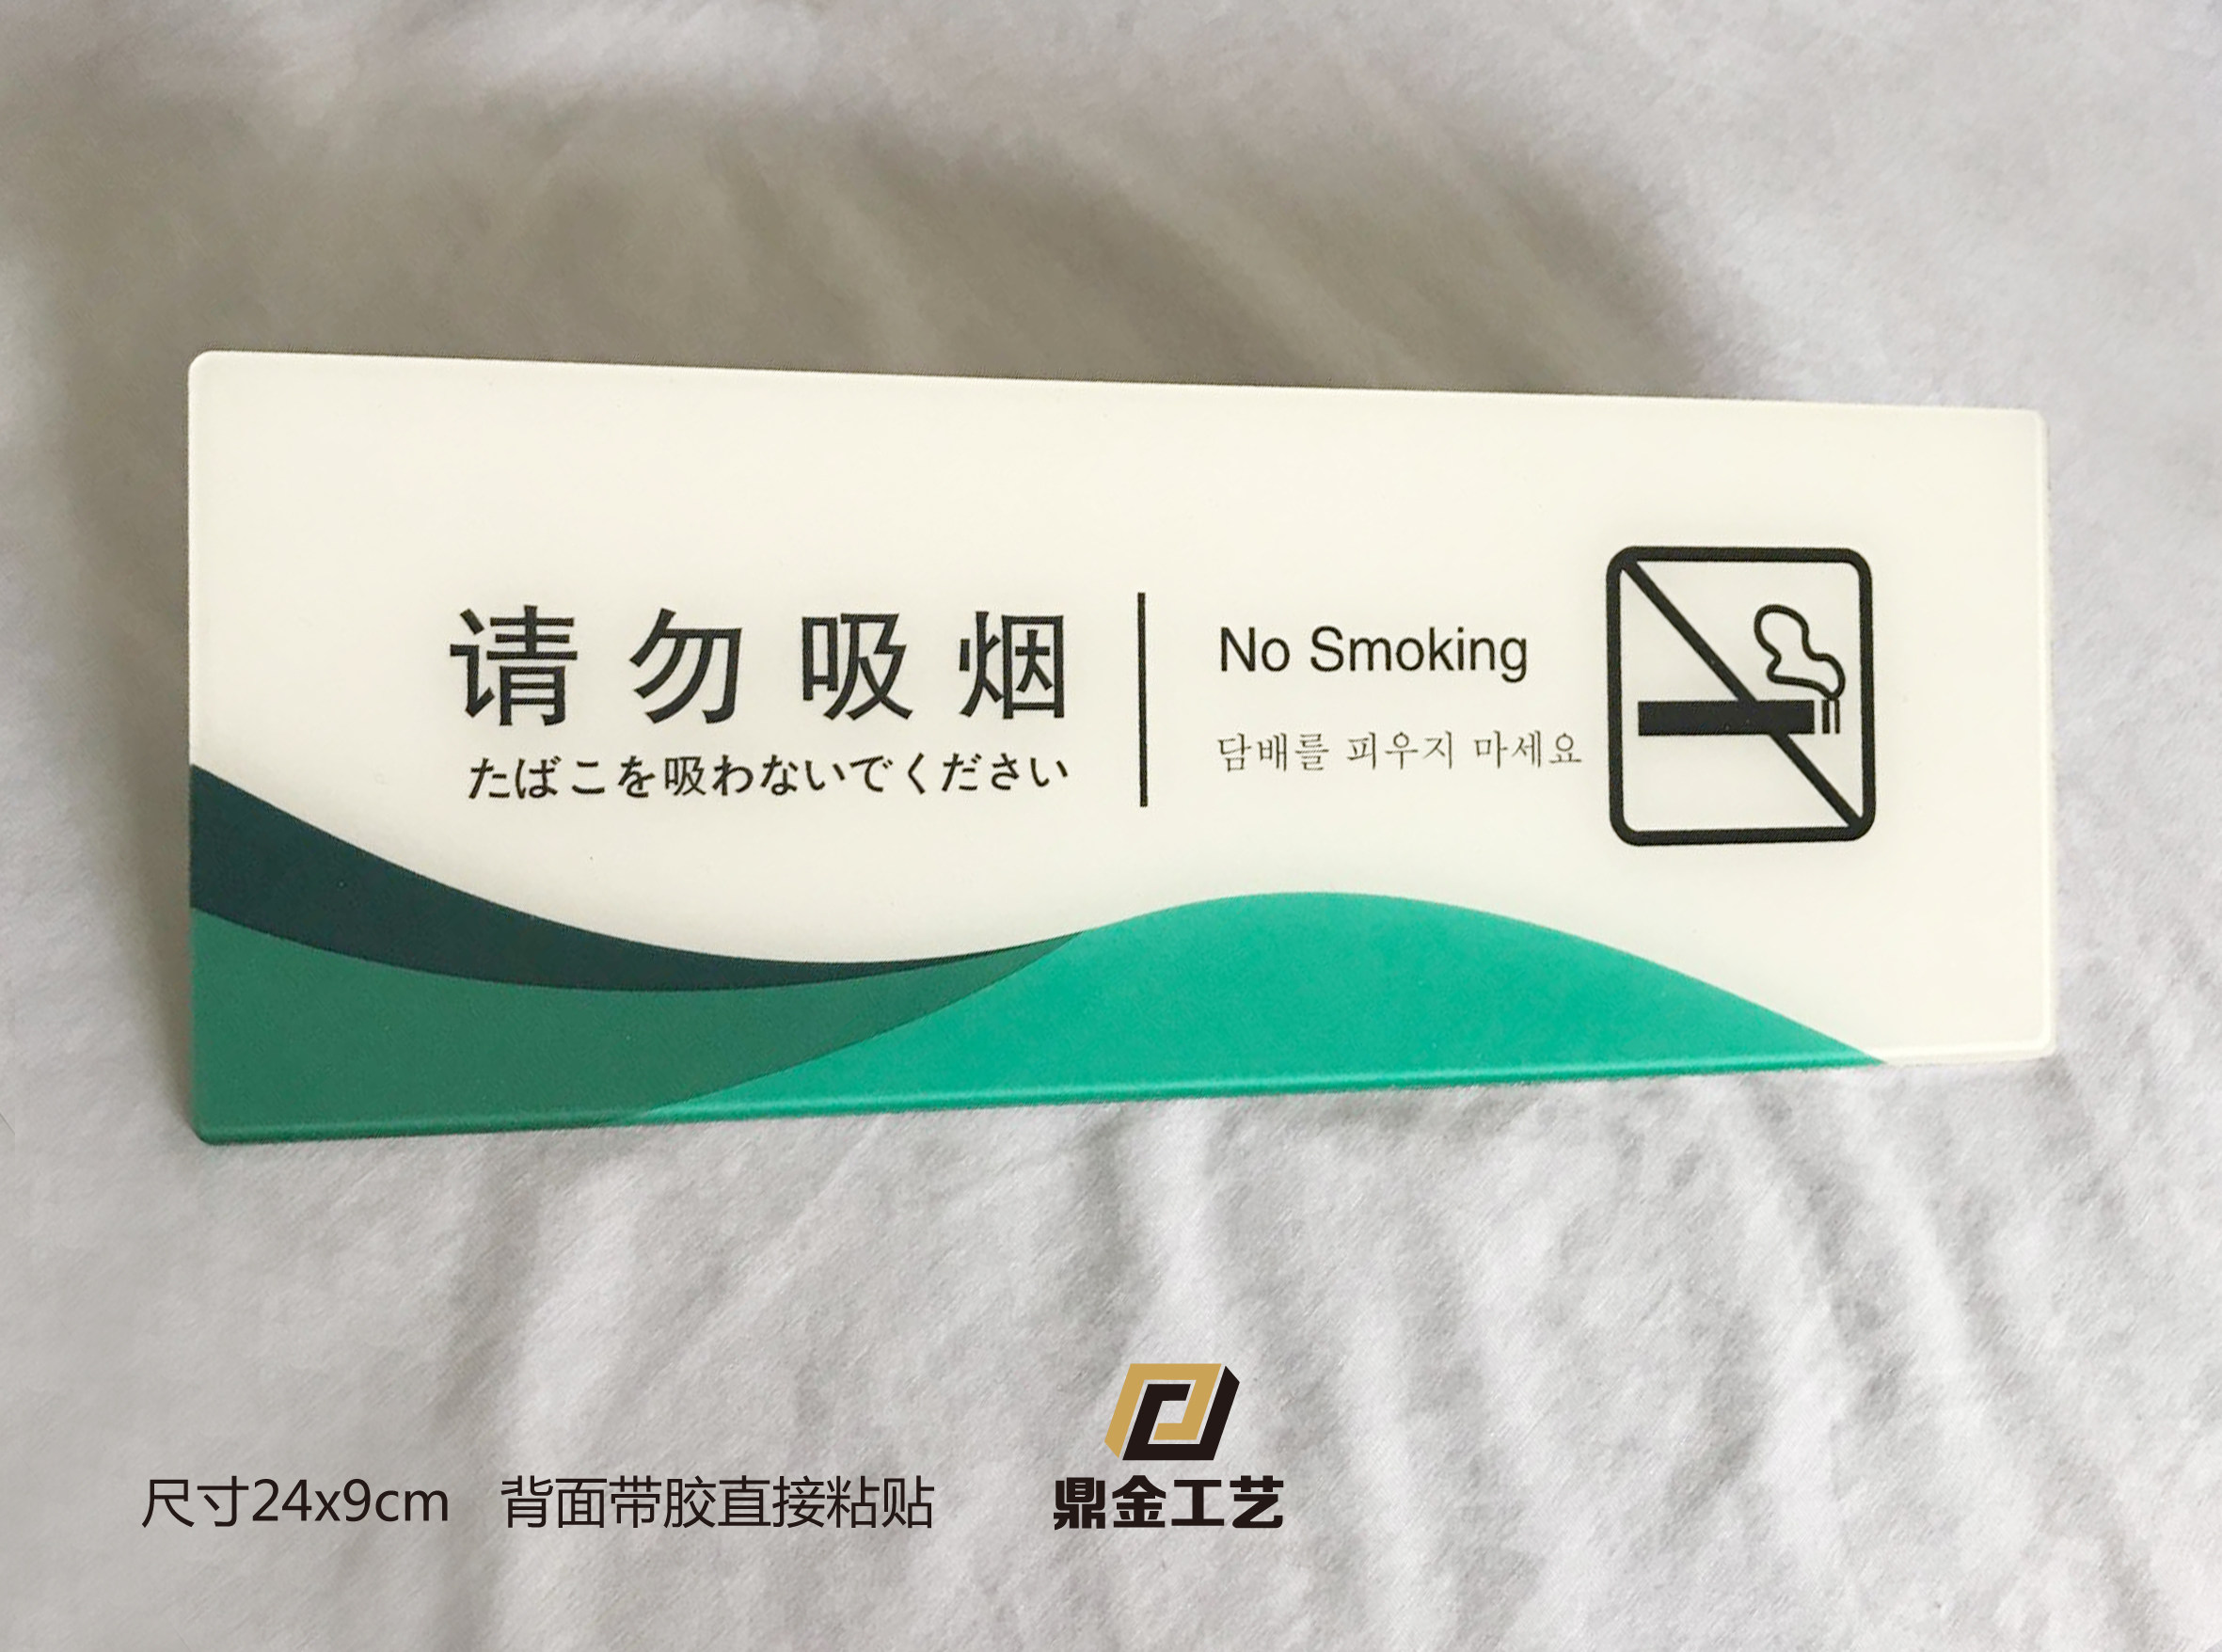 请勿吸烟
たばこを吸わないでください
No Smoking
담배를 피우지 마세요
尺寸24x9cm 背面带胶直接粘贴
鼎金工艺